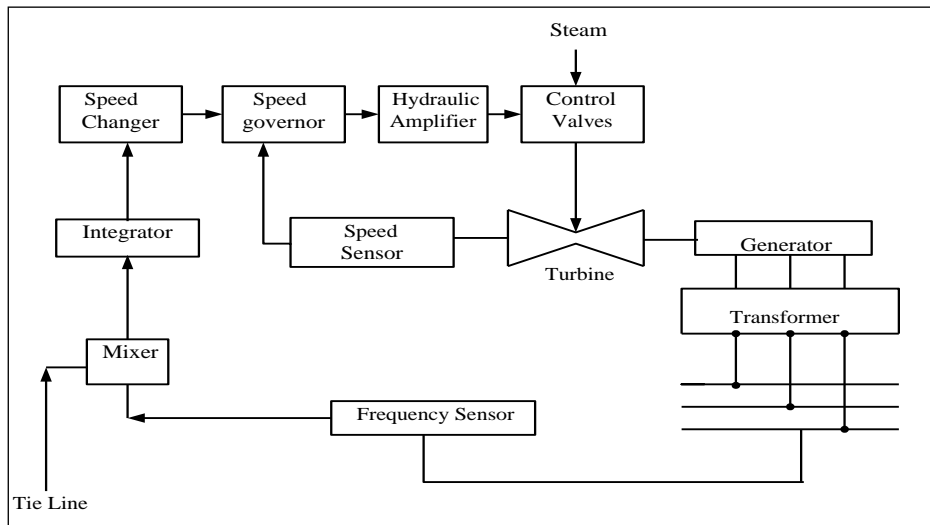 Steam
Speed
Changer
Speed
governor
Hydraulic
Amplifier
Control
Valves
Integrator
Speed
Sensor
Turbine
Generator
Transformer
Mixer
Frequency Sensor
Tie Line